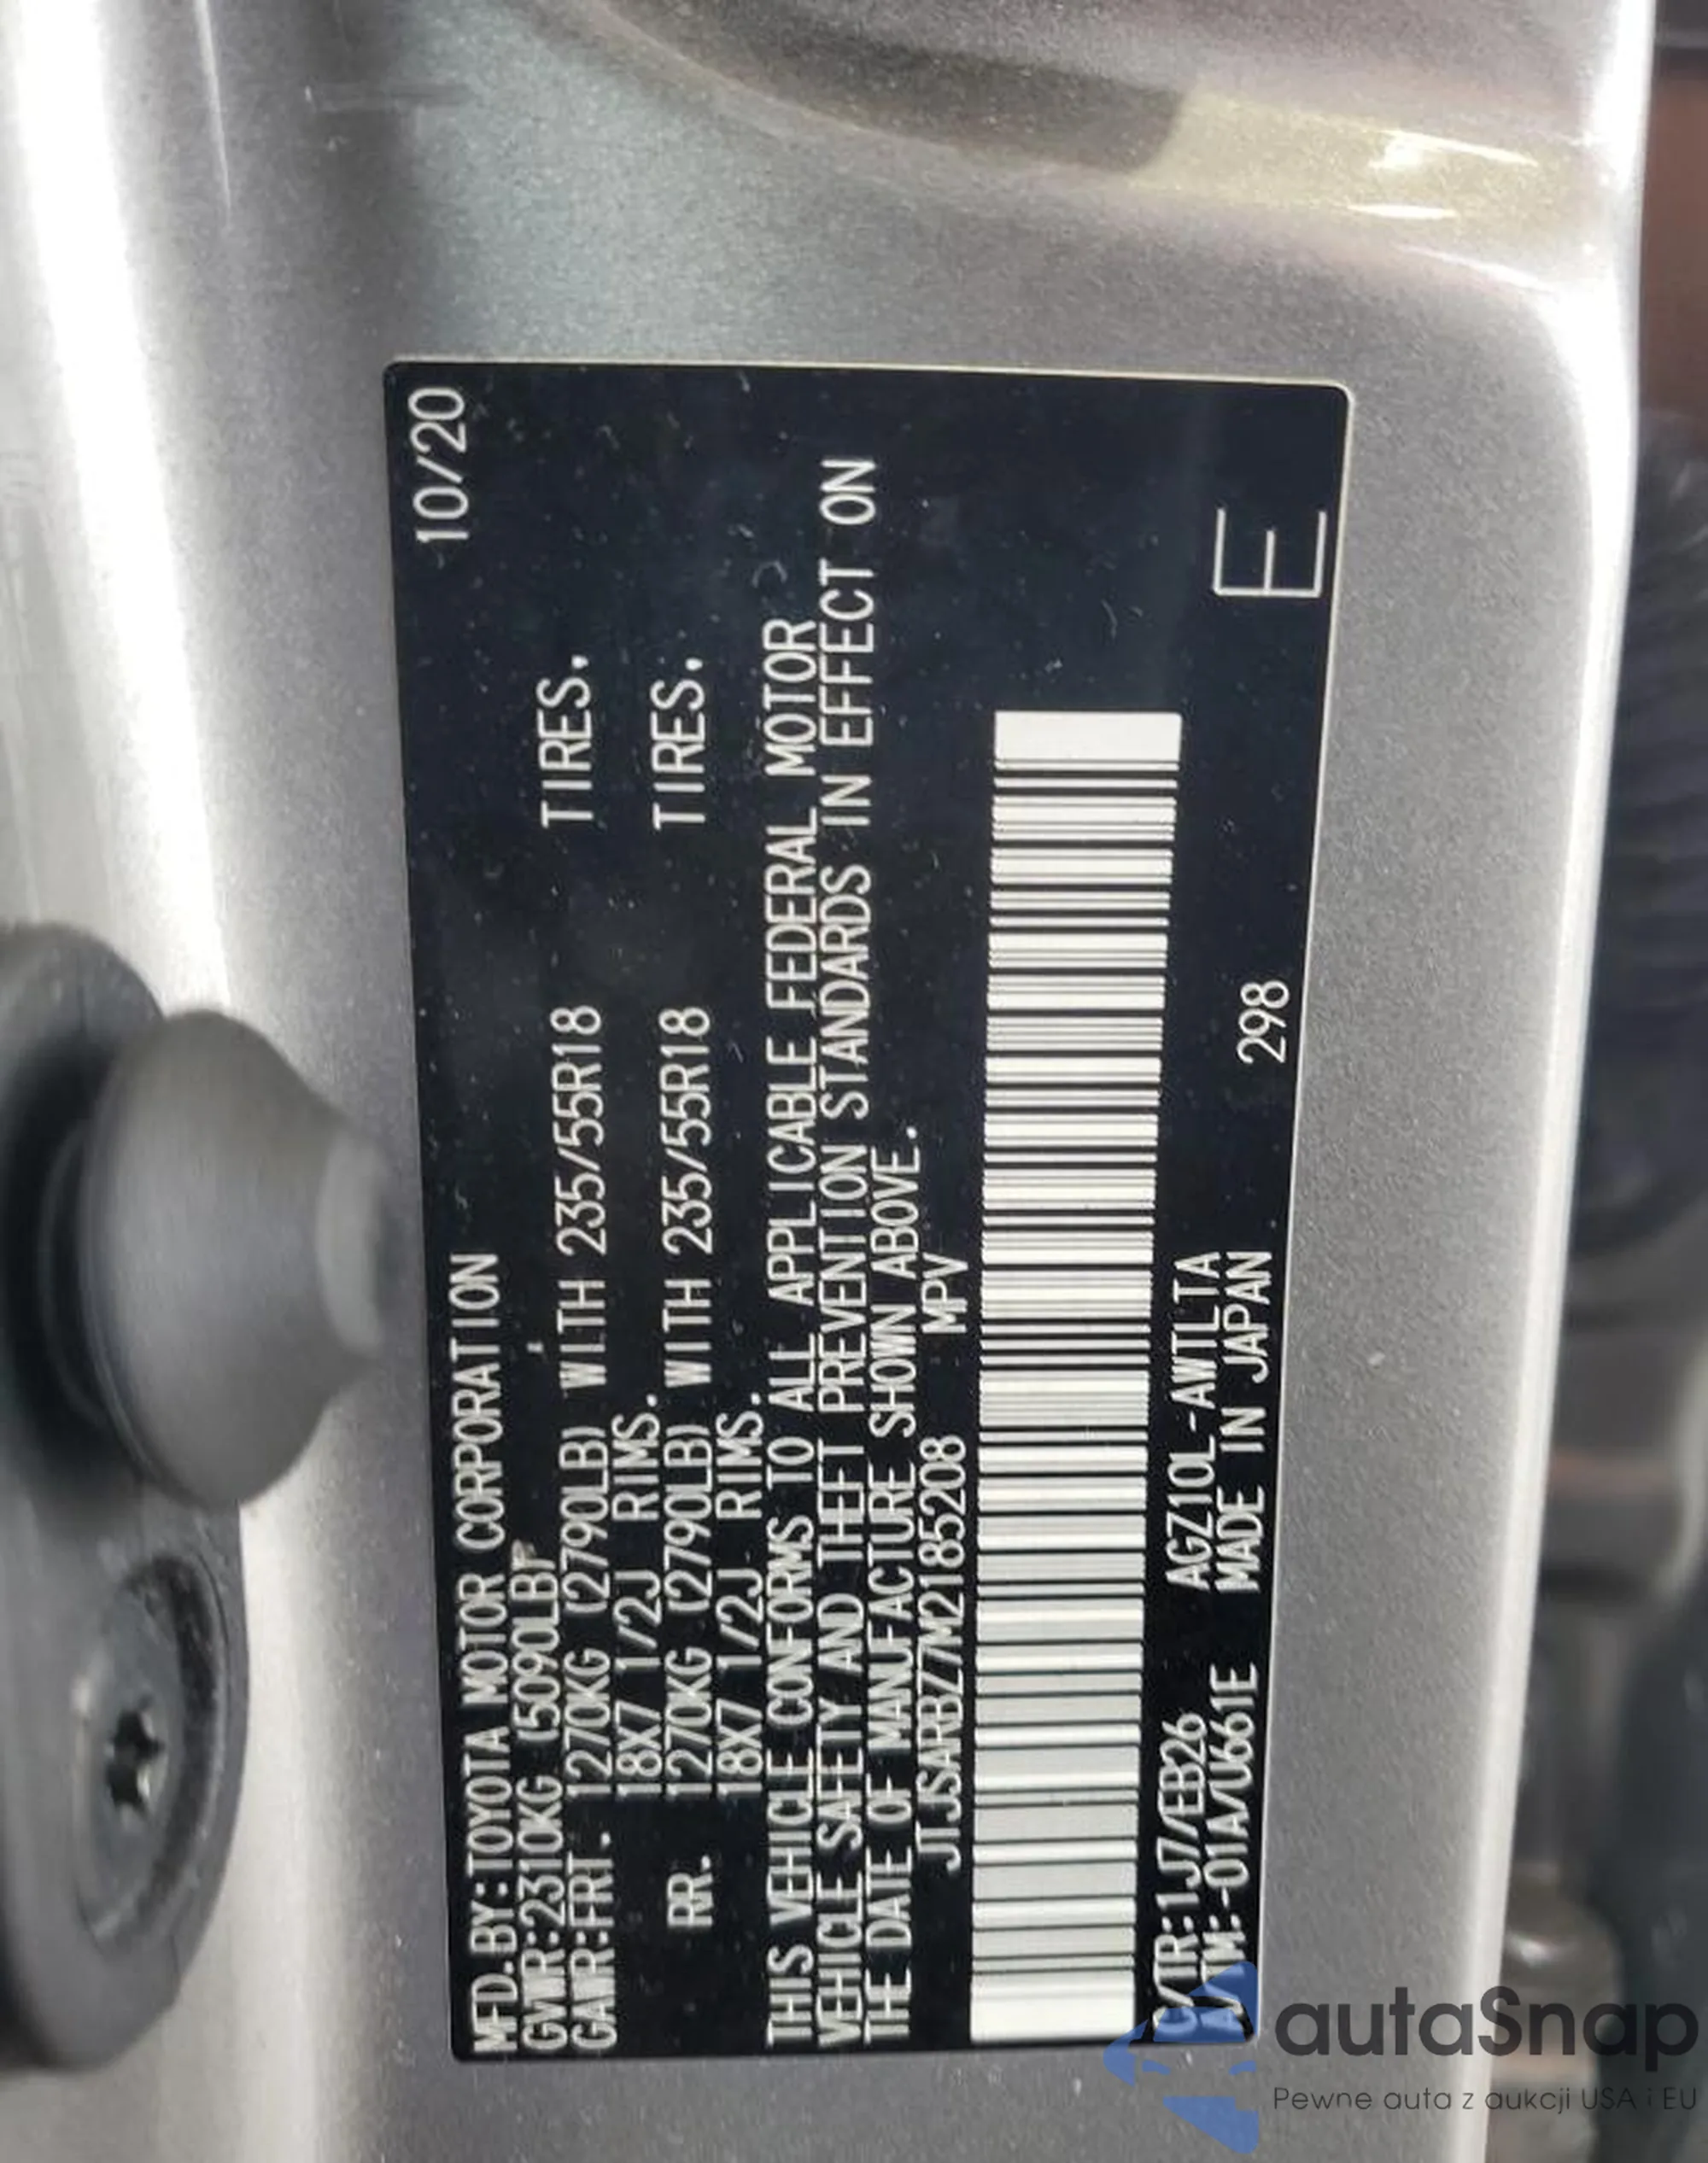 MFD.BY:TOYOTA MOTOR CORPORATION 10/20
GVWR:2310KG (5090LB)
GAWR:FRT. 1270KG (2790LB) WITH 235/55R18 TIRES.
18X7 1/2J RIMS.
RR. 1270KG (2790LB) WITH 235/55R18 TIRES.
18X7 1/2J RIMS.
THIS VEHICLE CONFORMS TO ALL APPLICABLE FEDERAL MOTOR
VEHICLE SAFETY AND THEFT PREVENTION STANDARDS IN EFFECT ON
THE DATE OF MANUFACTURE SHOWN ABOVE.
JTJSARBZ7M2185208 MPV
C/TR:1J7/EB26 AGZ10L-AWTLTA
A/TM:-01A/U661E MADE IN JAPAN 298 E
autaSnap
Pewne auta z aukcji USA i EU